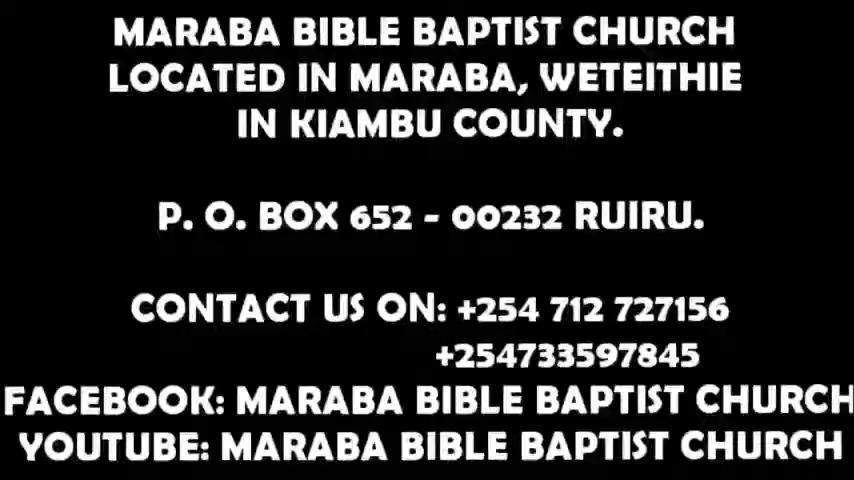 MARABA BIBLE BAPTIST CHURCH
LOCATED IN MARABA, WETEITHIE
IN KIAMBU COUNTY.
P. O. BOX 652 - 00232 RUIRU.
CONTACT US ON: +254 712 727156
+254733597845
FACEBOOK: MARABA BIBLE BAPTIST CHURCH
YOUTUBE: MARABA BIBLE BAPTIST CHURCH